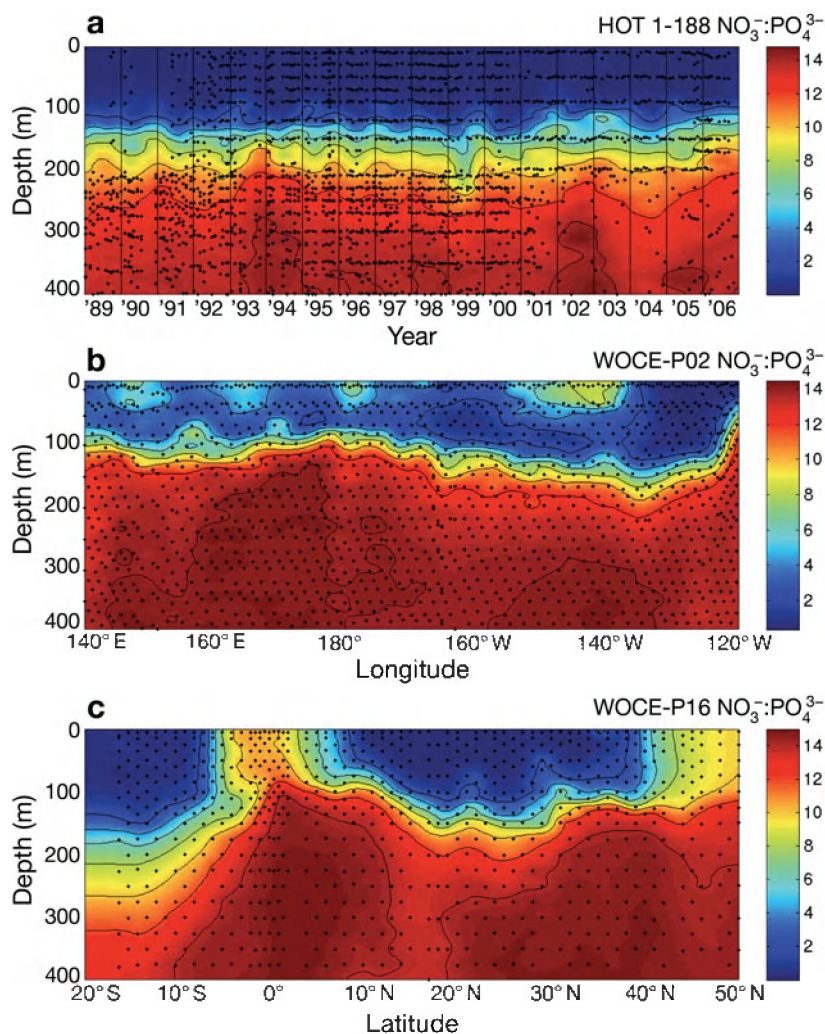 a
HOT 1-188 NO₃⁻:PO₄³⁻
0
100
200
300
400
Depth (m)
'89 '90 '91 '92 '93 '94 '95 '96 '97 '98 '99 '00 '01 '02 '03 '04 '05 '06
Year
14
12
10
8
6
4
2
b
WOCE-P02 NO₃⁻:PO₄³⁻
0
100
200
300
400
Depth (m)
140° E 160° E 180° 160° W 140° W 120° W
Longitude
14
12
10
8
6
4
2
c
WOCE-P16 NO₃⁻:PO₄³⁻
0
100
200
300
400
Depth (m)
20° S 10° S 0° 10° N 20° N 30° N 40° N 50° N
Latitude
14
12
10
8
6
4
2
0